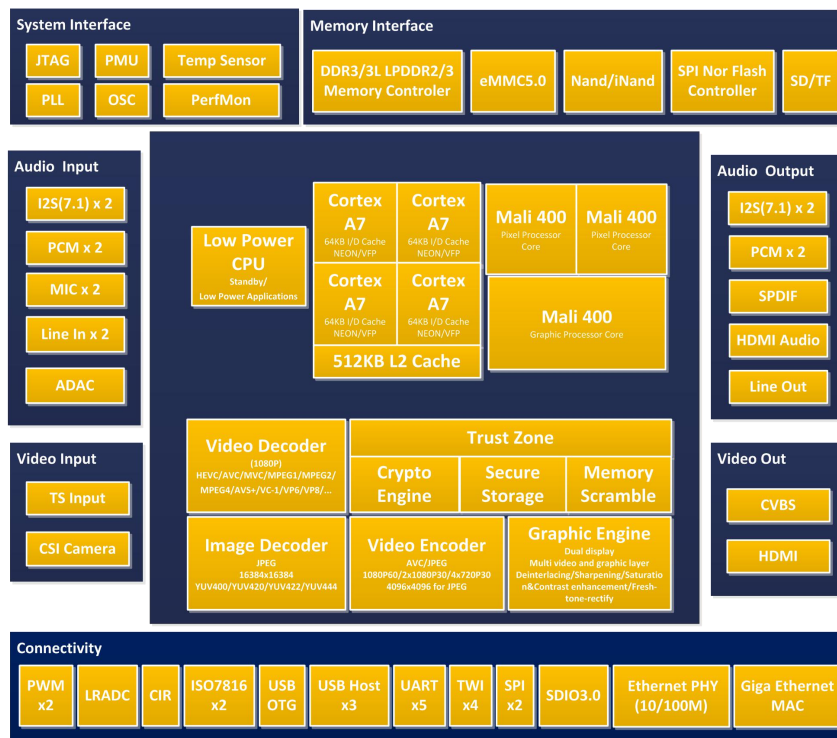 System Interface
JTAG
PMU
Temp Sensor
PLL
OSC
PerfMon
Memory Interface
DDR3/3L LPDDR2/3
Memory Controler
eMMC5.0
Nand/iNand
SPI Nor Flash
Controller
SD/TF
Audio Input
I2S(7.1) x 2
PCM x 2
MIC x 2
Line In x 2
ADAC
Low Power
CPU
Standby/
Low Power Applications
Cortex
A7
64KB I/D Cache
NEON/VFP
Cortex
A7
64KB I/D Cache
NEON/VFP
Cortex
A7
64KB I/D Cache
NEON/VFP
Cortex
A7
64KB I/D Cache
NEON/VFP
512KB L2 Cache
Mali 400
Pixel Processor
Core
Mali 400
Pixel Processor
Core
Mali 400
Graphic Processor Core
Audio Output
I2S(7.1) x 2
PCM x 2
SPDIF
HDMI Audio
Line Out
Video Input
TS Input
CSI Camera
Video Decoder
(1080P)
HEVC/AVC/MVC/MPEG1/MPEG2/
MPEG4/AVS+/VC-1/VP6/VP8/...
Trust Zone
Crypto
Engine
Secure
Storage
Memory
Scramble
Image Decoder
JPEG
16384x16384
YUV400/YUV420/YUV422/YUV444
Video Encoder
AVC/JPEG
1080P60/2x1080P30/4x720P30
4096x4096 for JPEG
Graphic Engine
Dual display
Multi video and graphic layer
Deinterlacing/Sharpening/Saturatio
n&Contrast enhancement/Fresh-
tone-rectify
Video Out
CVBS
HDMI
Connectivity
PWM
x2
LRADC
CIR
ISO7816
x2
USB
OTG
USB Host
x3
UART
x5
TWI
x4
SPI
x2
SDIO3.0
Ethernet PHY
(10/100M)
Giga Ethernet
MAC